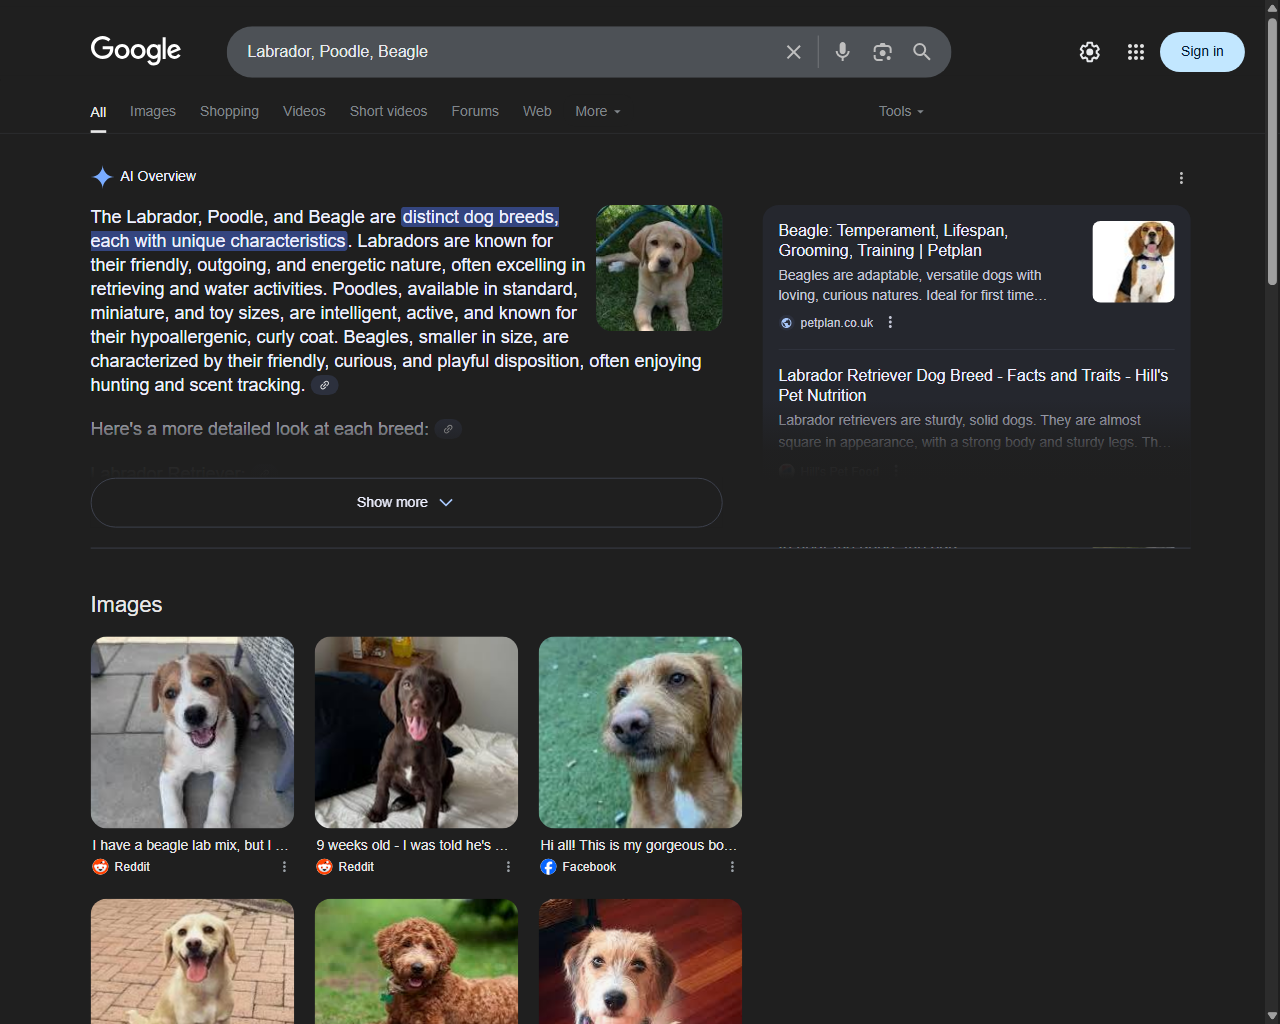 Google
Labrador, Poodle, Beagle
Sign in
All
Images
Shopping
Videos
Short videos
Forums
Web
More
Tools
AI Overview
The Labrador, Poodle, and Beagle are distinct dog breeds,
each with unique characteristics. Labradors are known for
their friendly, outgoing, and energetic nature, often excelling in
retrieving and water activities. Poodles, available in standard,
miniature, and toy sizes, are intelligent, active, and known for
their hypoallergenic, curly coat. Beagles, smaller in size, are
characterized by their friendly, curious, and playful disposition, often enjoying
hunting and scent tracking.
Here's a more detailed look at each breed:
Labrador Retriever
Show more
Beagle: Temperament, Lifespan,
Grooming, Training | Petplan
Beagles are adaptable, versatile dogs with
loving, curious natures. Ideal for first time…
petplan.co.uk
Labrador Retriever Dog Breed - Facts and Traits - Hill's
Pet Nutrition
Labrador retrievers are sturdy, solid dogs. They are almost
square in appearance, with a strong body and sturdy legs. Th…
Images
I have a beagle lab mix, but I ...
Reddit
9 weeks old - I was told he's ...
Reddit
Hi all! This is my gorgeous bo...
Facebook